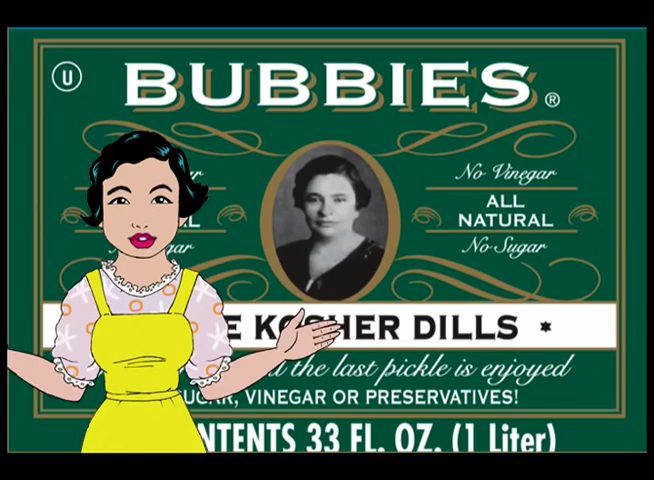 U
BUBBIES®
No Vinegar
ALL
NATURAL
No Sugar
KOSHER DILLS
the last pickle is enjoyed
SUGAR, VINEGAR OR PRESERVATIVES!
33 FL. OZ. (1 Liter)